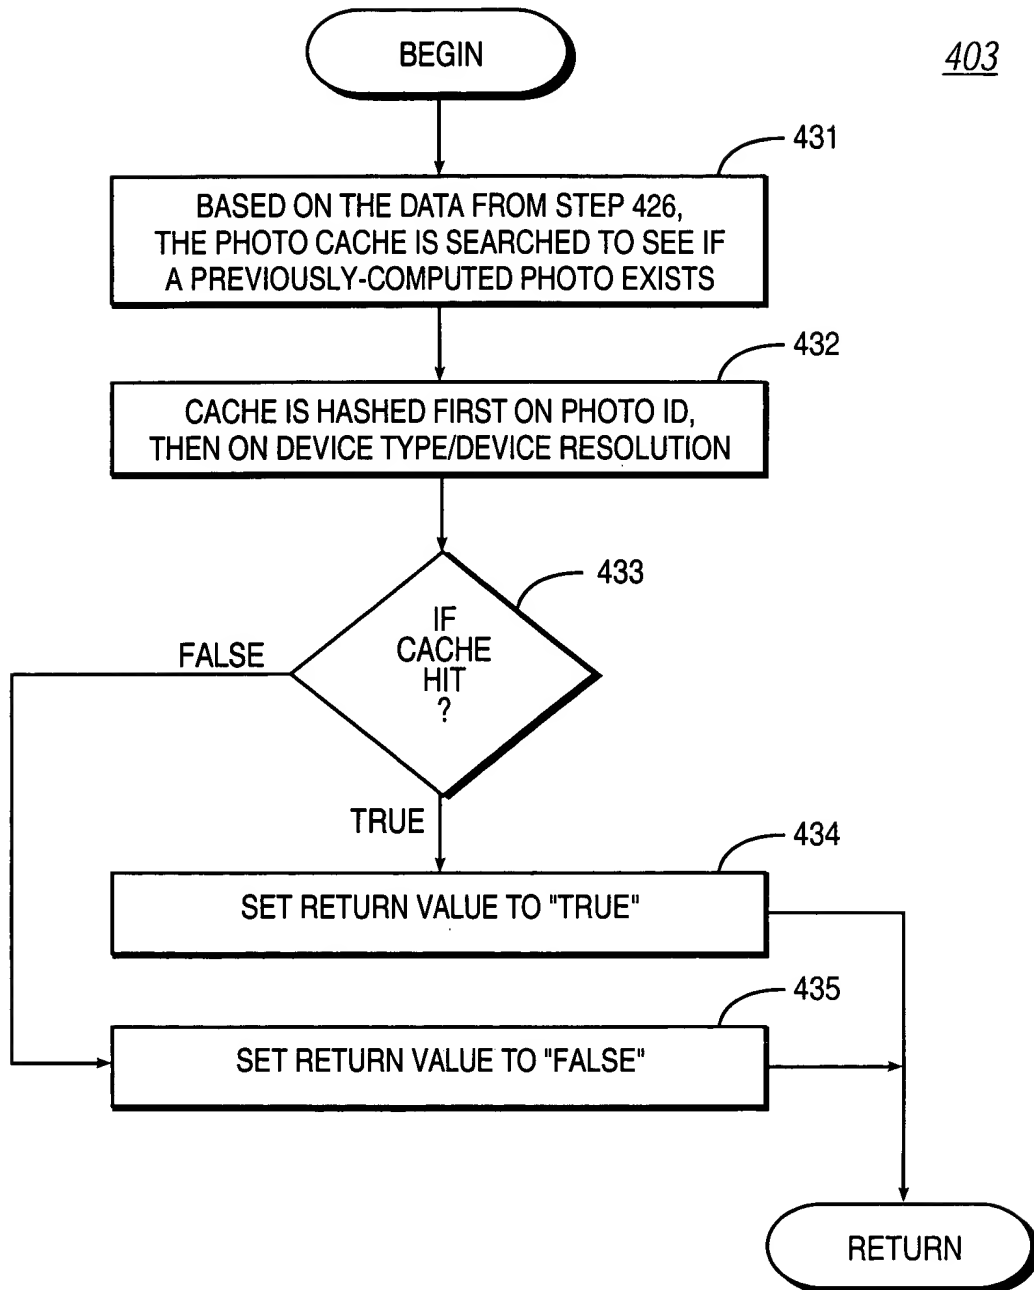 BEGIN
403
431
BASED ON THE DATA FROM STEP 426,
THE PHOTO CACHE IS SEARCHED TO SEE IF
A PREVIOUSLY-COMPUTED PHOTO EXISTS
432
CACHE IS HASHED FIRST ON PHOTO ID,
THEN ON DEVICE TYPE/DEVICE RESOLUTION
433
IF
CACHE
HIT
?
FALSE
TRUE
434
SET RETURN VALUE TO "TRUE"
435
SET RETURN VALUE TO "FALSE"
RETURN